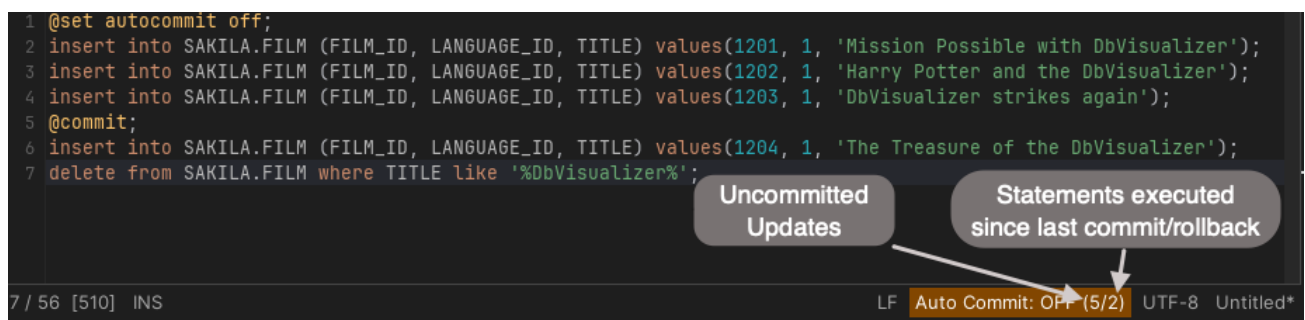 1 @set autocommit off;
2 insert into SAKILA.FILM (FILM_ID, LANGUAGE_ID, TITLE) values(1201, 1, 'Mission Possible with DbVisualizer');
3 insert into SAKILA.FILM (FILM_ID, LANGUAGE_ID, TITLE) values(1202, 1, 'Harry Potter and the DbVisualizer');
4 insert into SAKILA.FILM (FILM_ID, LANGUAGE_ID, TITLE) values(1203, 1, 'DbVisualizer strikes again');
5 @commit;
6 insert into SAKILA.FILM (FILM_ID, LANGUAGE_ID, TITLE) values(1204, 1, 'The Treasure of the DbVisualizer');
7 delete from SAKILA.FILM where TITLE like '%DbVisualizer%';
Uncommitted
Updates
Statements executed
since last commit/rollback
7 / 56 [510] INS LF Auto Commit: OFF (5/2) UTF-8 Untitled*